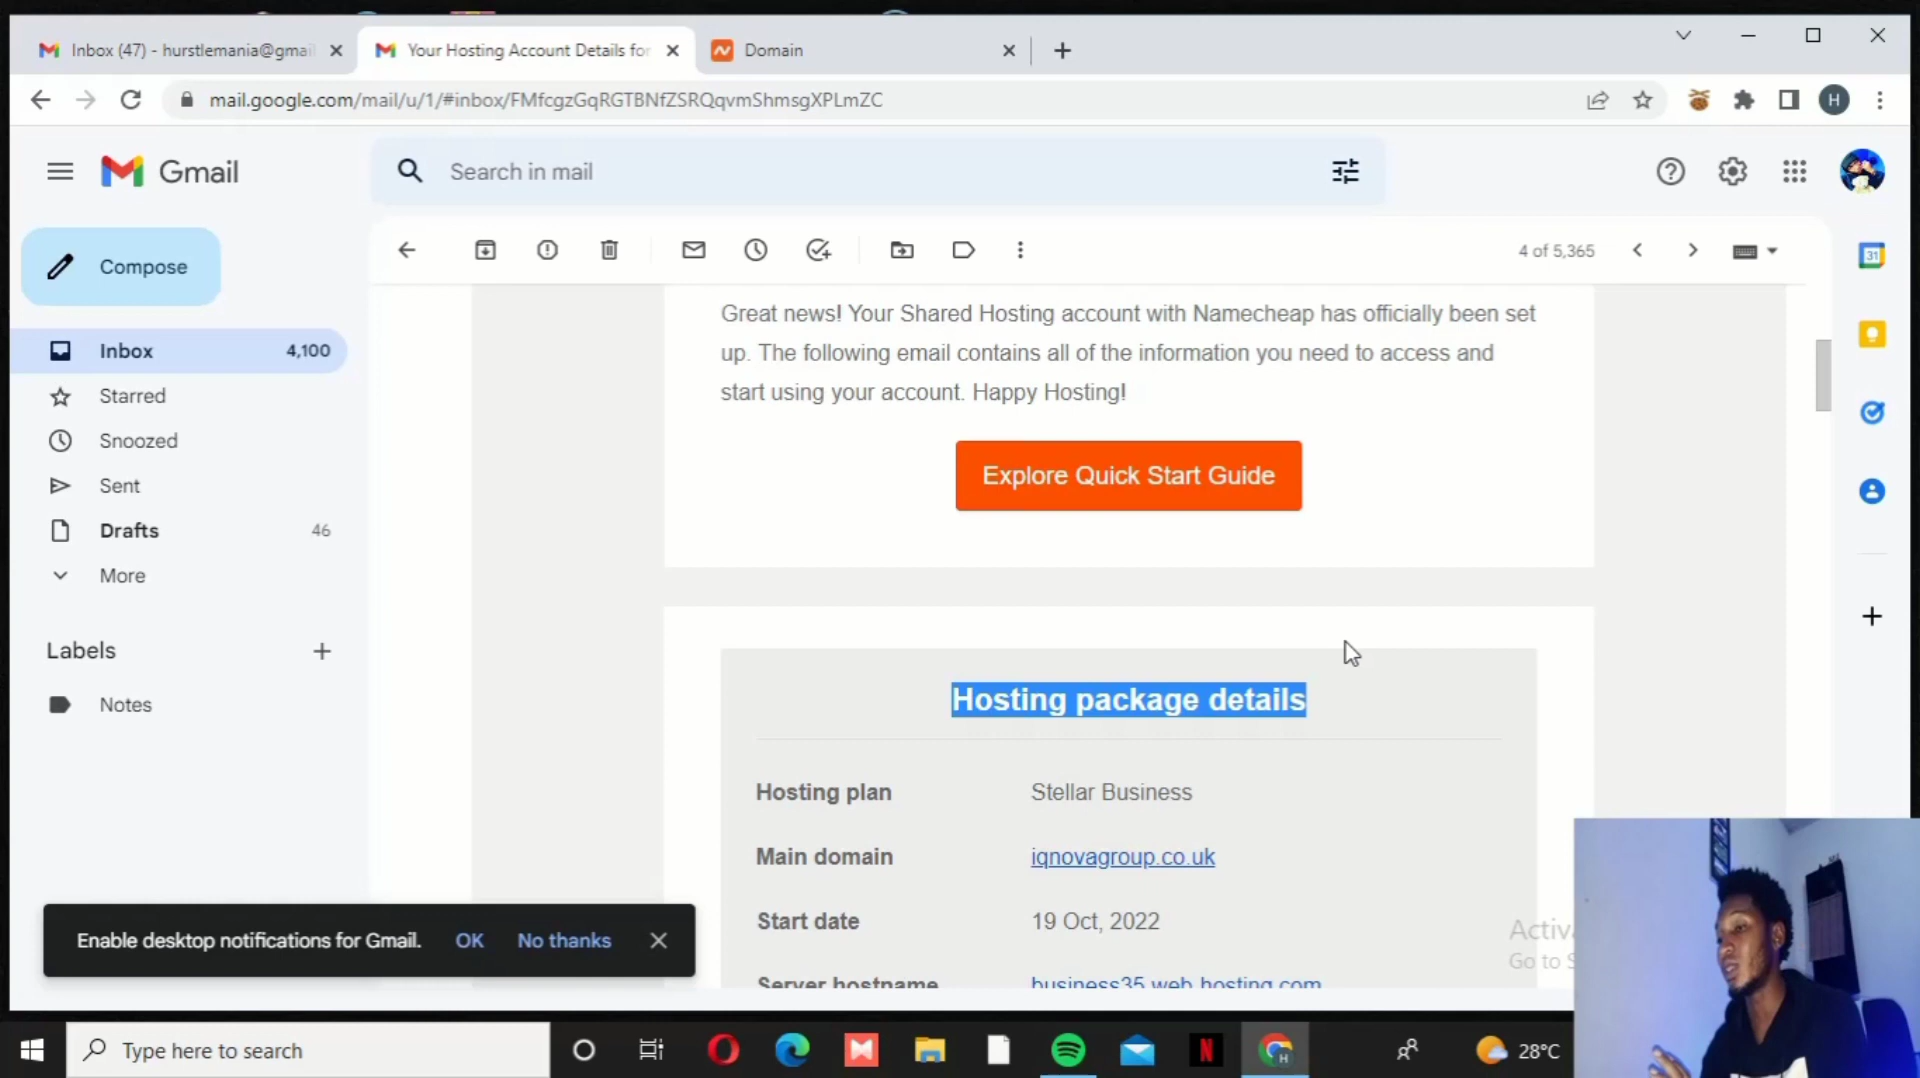 Inbox (47) - hurstlemania@gmai
Your Hosting Account Details for
Domain
mail.google.com/mail/u/1/#inbox/FMfcgzGqRGTBNfZSRQqvmShmsgXPLmZC
H
Gmail
Search in mail
Compose
4 of 5,365
31
Inbox 4,100
Starred
Snoozed
Sent
Drafts 46
More
Labels
Notes
Great news! Your Shared Hosting account with Namecheap has officially been set
up. The following email contains all of the information you need to access and
start using your account. Happy Hosting!
Explore Quick Start Guide
Hosting package details
Hosting plan Stellar Business
Main domain iqnovagroup.co.uk
Start date 19 Oct, 2022
Server hostname business35.web-hosting.com
Enable desktop notifications for Gmail. OK No thanks
Activ
Go to S
Type here to search
N
H
28°C